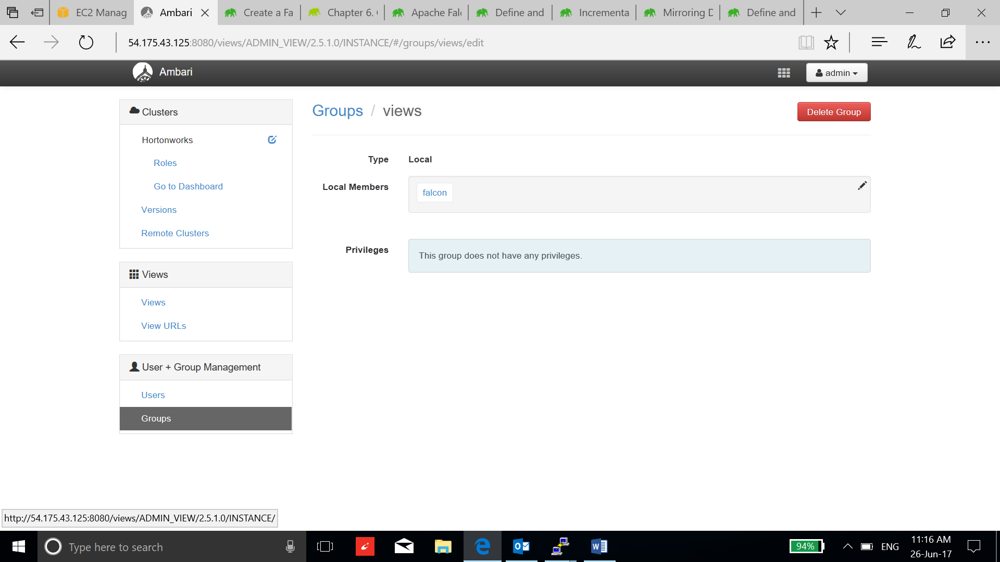 EC2 Manag
Ambari
Create a Fa
Chapter 6.
Apache Falc
Define and
Incrementa
Mirroring D
Define and
54.175.43.125:8080/views/ADMIN_VIEW/2.5.1.0/INSTANCE/#/groups/views/edit
Ambari
admin
Clusters
Hortonworks
Roles
Go to Dashboard
Versions
Remote Clusters
Views
Views
View URLs
User + Group Management
Users
Groups
Groups / views
Delete Group
Type Local
Local Members falcon
Privileges This group does not have any privileges.
http://54.175.43.125:8080/views/ADMIN_VIEW/2.5.1.0/INSTANCE/
Type here to search
94%
ENG
11:16 AM
26-Jun-17